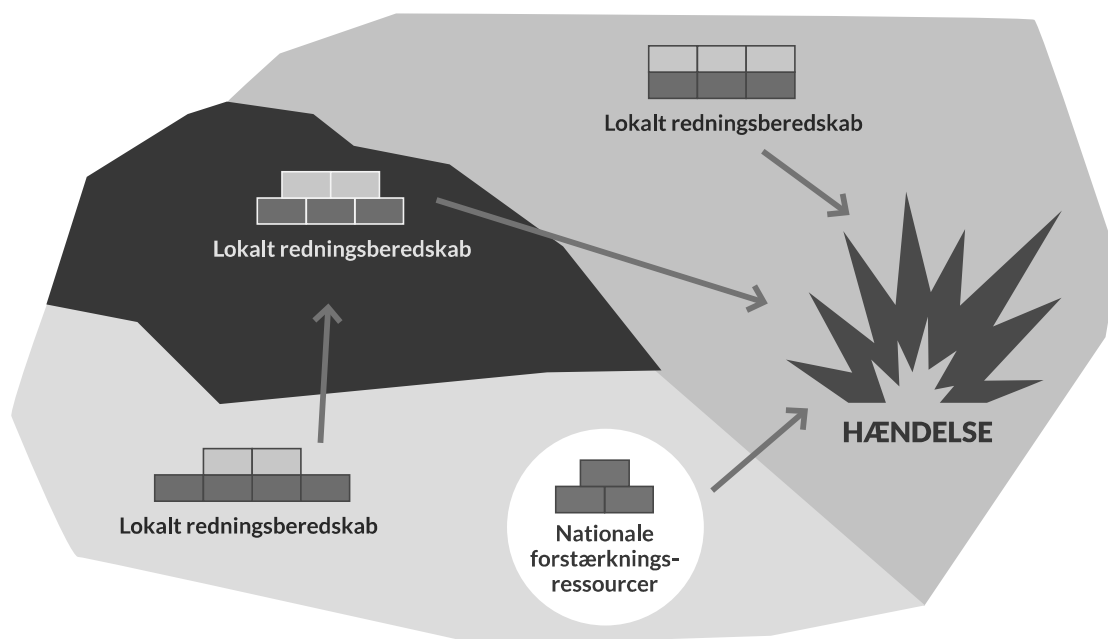 Lokalt redningsberedskab
Lokalt redningsberedskab
HÆNDELSE
Lokalt redningsberedskab
Nationale
forstærknings-
ressourcer